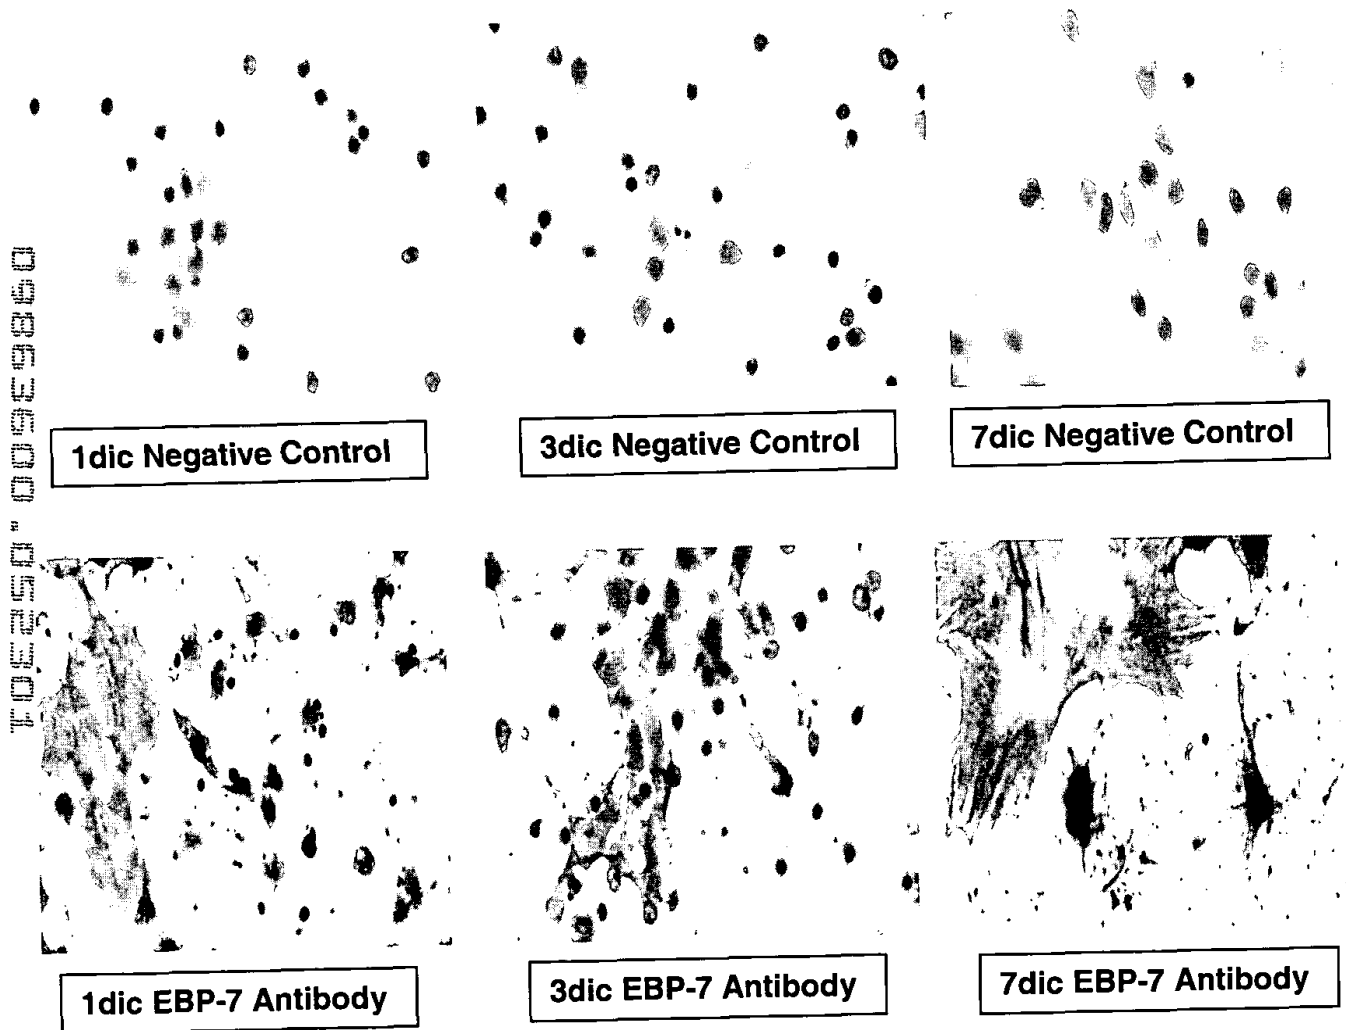 1dic Negative Control
3dic Negative Control
7dic Negative Control
1dic EBP-7 Antibody
3dic EBP-7 Antibody
7dic EBP-7 Antibody